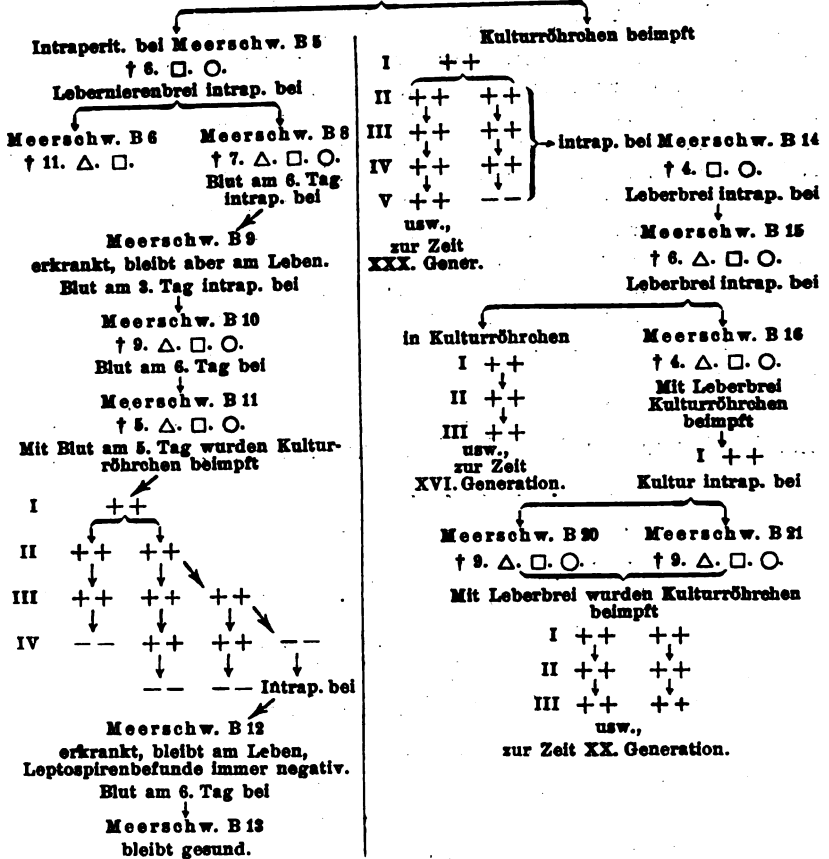 Intraperit. bei Meerschw. B 5
† 6. □. ○.
Lebernierenbrei intrap. bei
Meerschw. B 6
† 11. △. □.
Meerschw. B 8
† 7. △. □. ○.
Blut am 6. Tag
intrap. bei
Meerschw. B 9
erkrankt, bleibt aber am Leben.
Blut am 3. Tag intrap. bei
Meerschw. B 10
† 9. △. □. ○.
Blut am 6. Tag bei
Meerschw. B 11
† 5. △. □. ○.
Mit Blut am 5. Tag wurden Kultur-
röhrchen beimpft
I ++
II ++ ++
III ++ ++ ++
IV −− ++ ++ −−
−− −− Intrap. bei
Meerschw. B 12
erkrankt, bleibt am Leben,
Leptospirenbefunde immer negativ.
Blut am 6. Tag bei
Meerschw. B 13
bleibt gesund.
Kulturröhrchen beimpft
I ++
II ++ ++
III ++ ++
IV ++ ++
V ++ −−
usw.,
zur Zeit
XXX. Gener.
intrap. bei Meerschw. B 14
† 4. □. ○.
Leberbrei intrap. bei
Meerschw. B 15
† 6. △. □. ○.
Leberbrei intrap. bei
in Kulturröhrchen
I ++
II ++
III ++
usw.,
zur Zeit
XVI. Generation.
Meerschw. B 16
† 4. △. □. ○.
Mit Leberbrei
Kulturröhrchen
beimpft
I ++
Kultur intrap. bei
Meerschw. B 20
† 9. △. □. ○.
Meerschw. B 21
† 9. △. □. ○.
Mit Leberbrei wurden Kulturröhrchen
beimpft
I ++ ++
II ++ ++
III ++ ++
usw.,
zur Zeit XX. Generation.